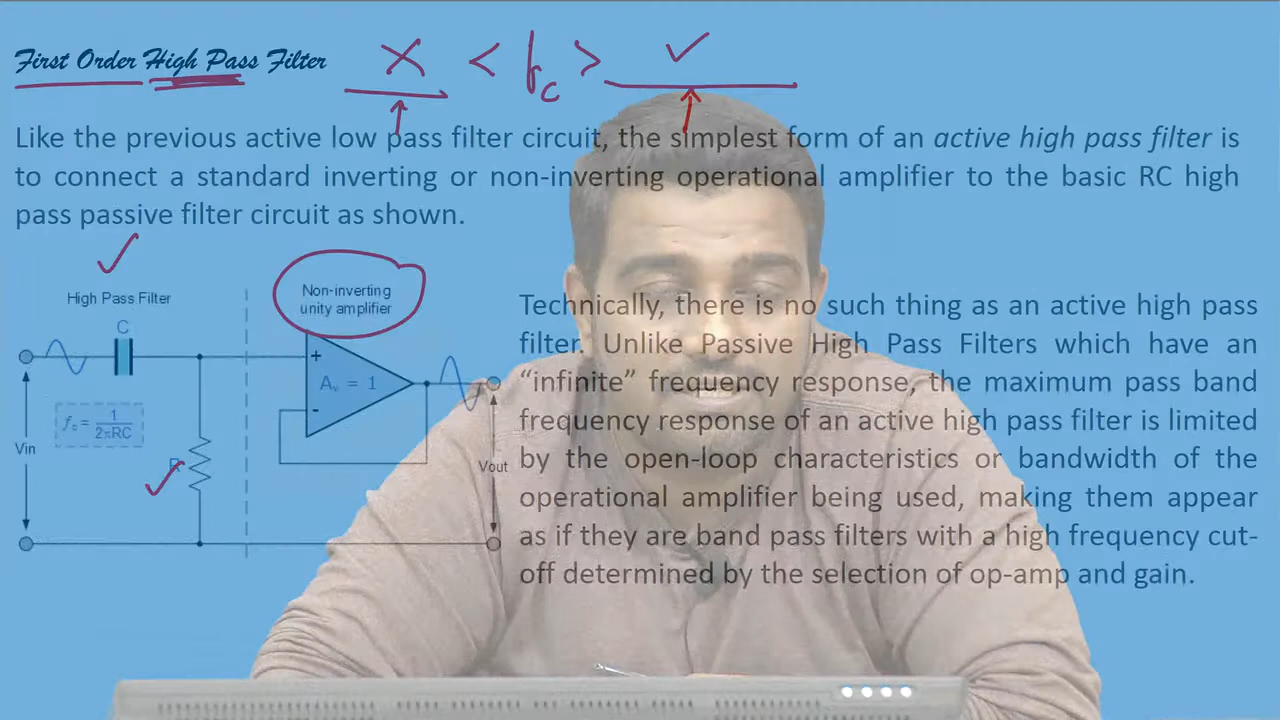 First Order High Pass Filter
X < fc > ✓
Like the previous active low pass filter circuit, the simplest form of an active high pass filter is
to connect a standard inverting or non-inverting operational amplifier to the basic RC high
pass passive filter circuit as shown.
High Pass Filter
C
fc = 1
2πRC
Vin
R
Non-inverting
unity amplifier
+
Av = 1
-
Vout
Technically, there is no such thing as an active high pass
filter. Unlike Passive High Pass Filters which have an
“infinite” frequency response, the maximum pass band
frequency response of an active high pass filter is limited
by the open-loop characteristics or bandwidth of the
operational amplifier being used, making them appear
as if they are band pass filters with a high frequency cut-
off determined by the selection of op-amp and gain.